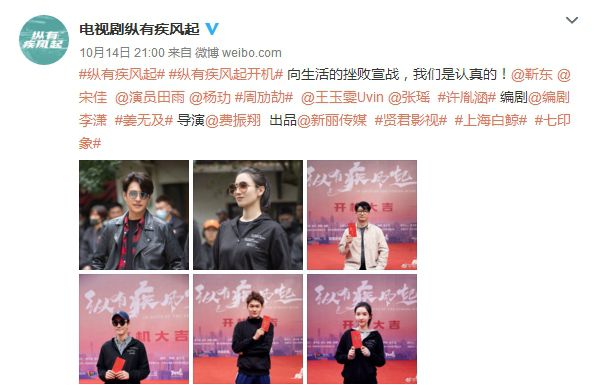 纵有
疾风起
电视剧纵有疾风起
10月14日 21:00 来自 微博 weibo.com
#纵有疾风起# #纵有疾风起开机# 向生活的挫败宣战，我们是认真的！@靳东 @
宋佳 @演员田雨 @杨玏 #周劢劼# @王玉雯Uvin @张瑶 #许胤涵# 编剧@编剧
李潇 #姜无及# 导演@费振翔 出品@新丽传媒 #贤君影视# #上海白鲸# #七印
象#
纵有疾风起
开机大吉
纵有疾风起
机大吉
纵有疾风起
开机
纵有疾风起